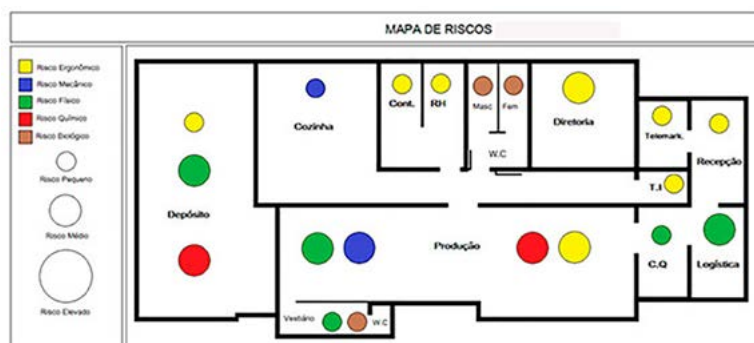 MAPA DE RISCOS
Risco Ergonômico
Risco Mecânico
Risco Físico
Risco Químico
Risco Biológico
Risco Pequeno
Risco Médio
Risco Elevado
Cozinha
Cont.
RH
Masc
Fem
W.C
Diretoria
Telemark.
Recepção
T.I
Depósito
Produção
C.Q
Logística
Vestiário
W.C